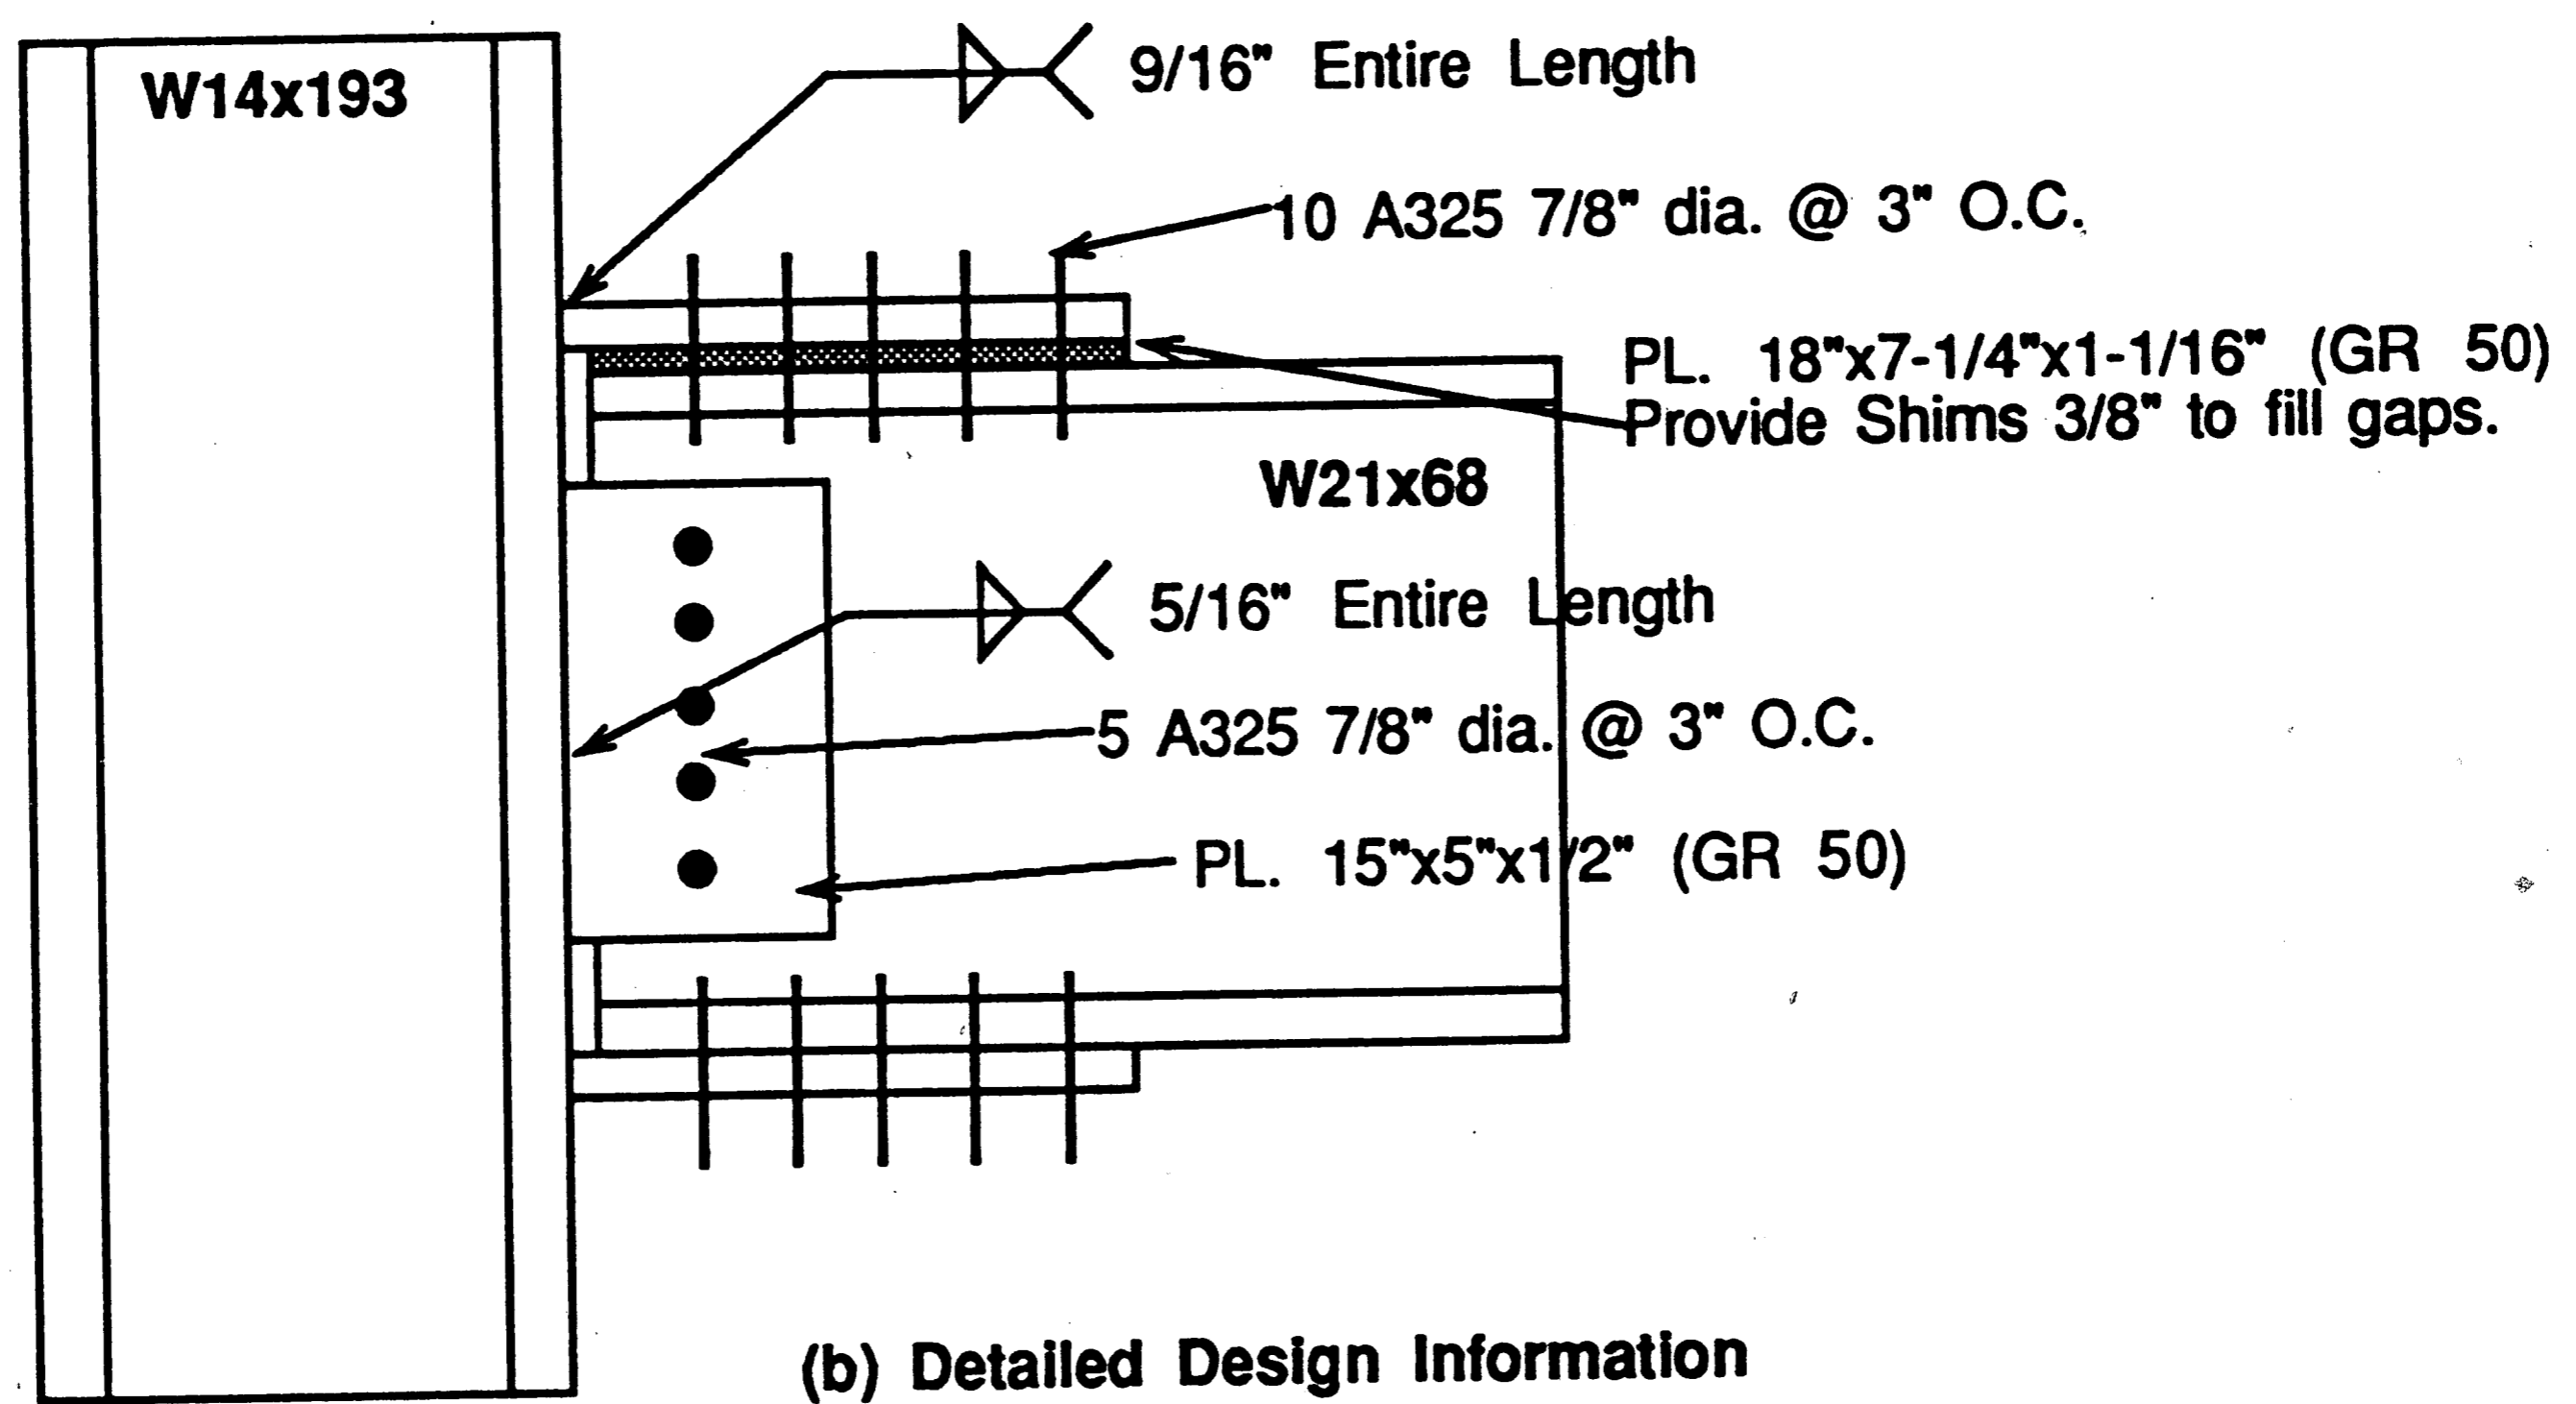 W14x193
9/16" Entire Length
10 A325 7/8" dia. @ 3" O.C.
PL. 18"x7-1/4"x1-1/16" (GR 50)
Provide Shims 3/8" to fill gaps.
W21x68
5/16" Entire Length
5 A325 7/8" dia. @ 3" O.C.
PL. 15"x5"x1/2" (GR 50)
(b) Detailed Design Information